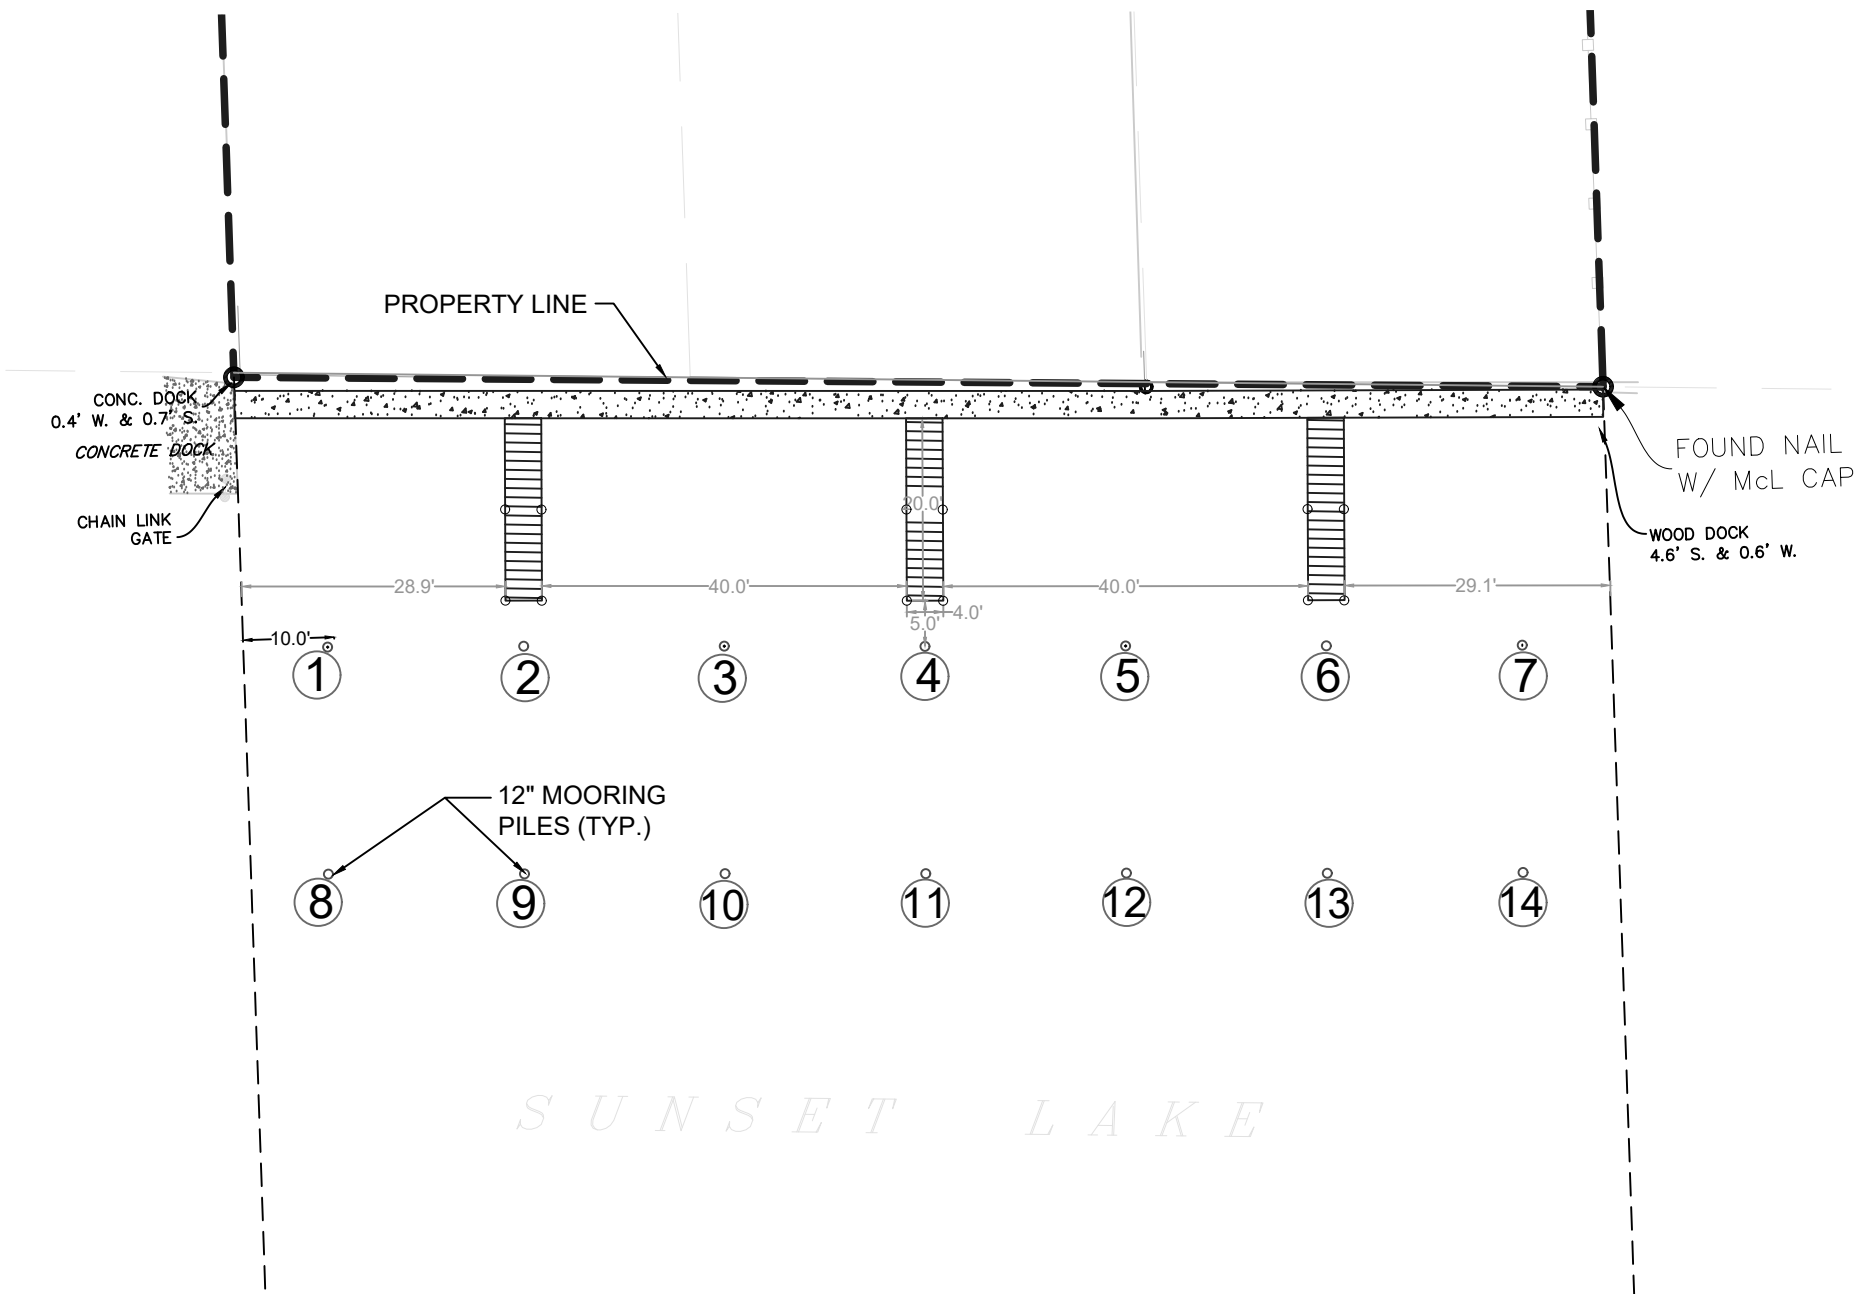 PROPERTY LINE
CONC. DOCK
0.4' W. & 0.7' S.
CONCRETE DOCK
CHAIN LINK
GATE
FOUND NAIL
W/ McL CAP
WOOD DOCK
4.6' S. & 0.6' W.
20.0'
28.9'
40.0'
40.0'
29.1'
4.0'
5.0'
10.0'
1
2
3
4
5
6
7
12" MOORING
PILES (TYP.)
8
9
10
11
12
13
14
SUNSET LAKE